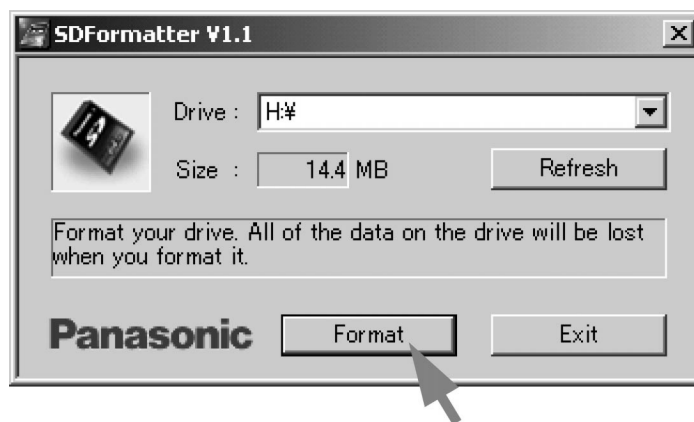 SDFormatter V1.1
Drive : H:¥
Size : 14.4 MB Refresh
Format your drive. All of the data on the drive will be lost
when you format it.
Panasonic Format Exit